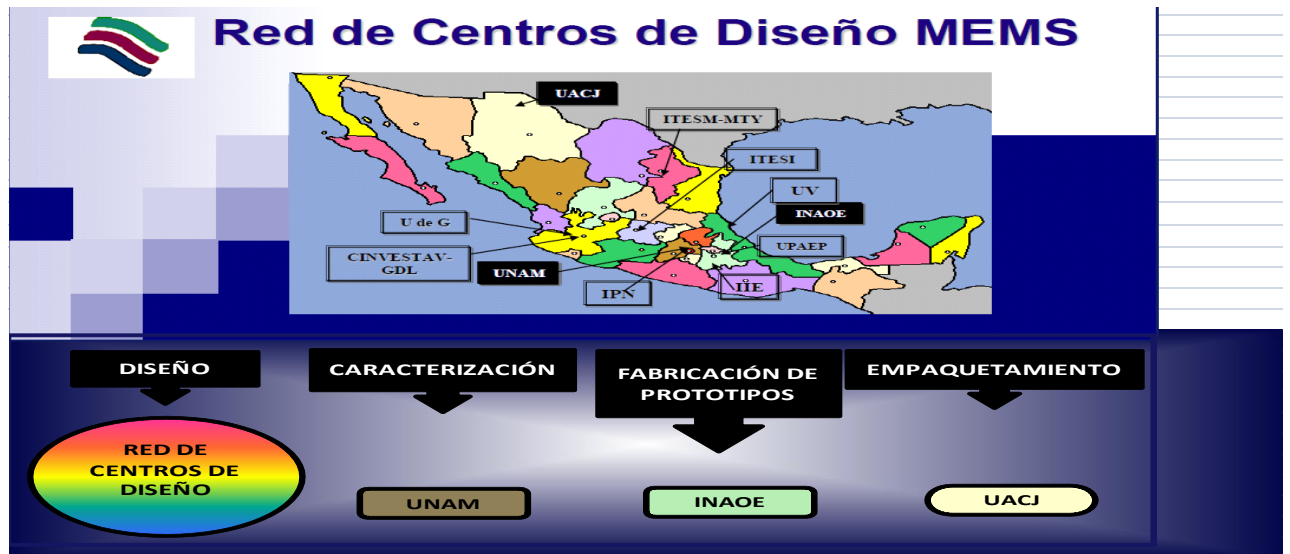 Red de Centros de Diseño MEMS
UACJ
ITESM-MTY
ITESI
UV
INAOE
U de G
UPAEP
CINVESTAV-
GDL
UNAM
IPN
IIE
DISEÑO
CARACTERIZACIÓN
FABRICACIÓN DE
PROTOTIPOS
EMPAQUETAMIENTO
RED DE
CENTROS DE
DISEÑO
UNAM
INAOE
UACJ